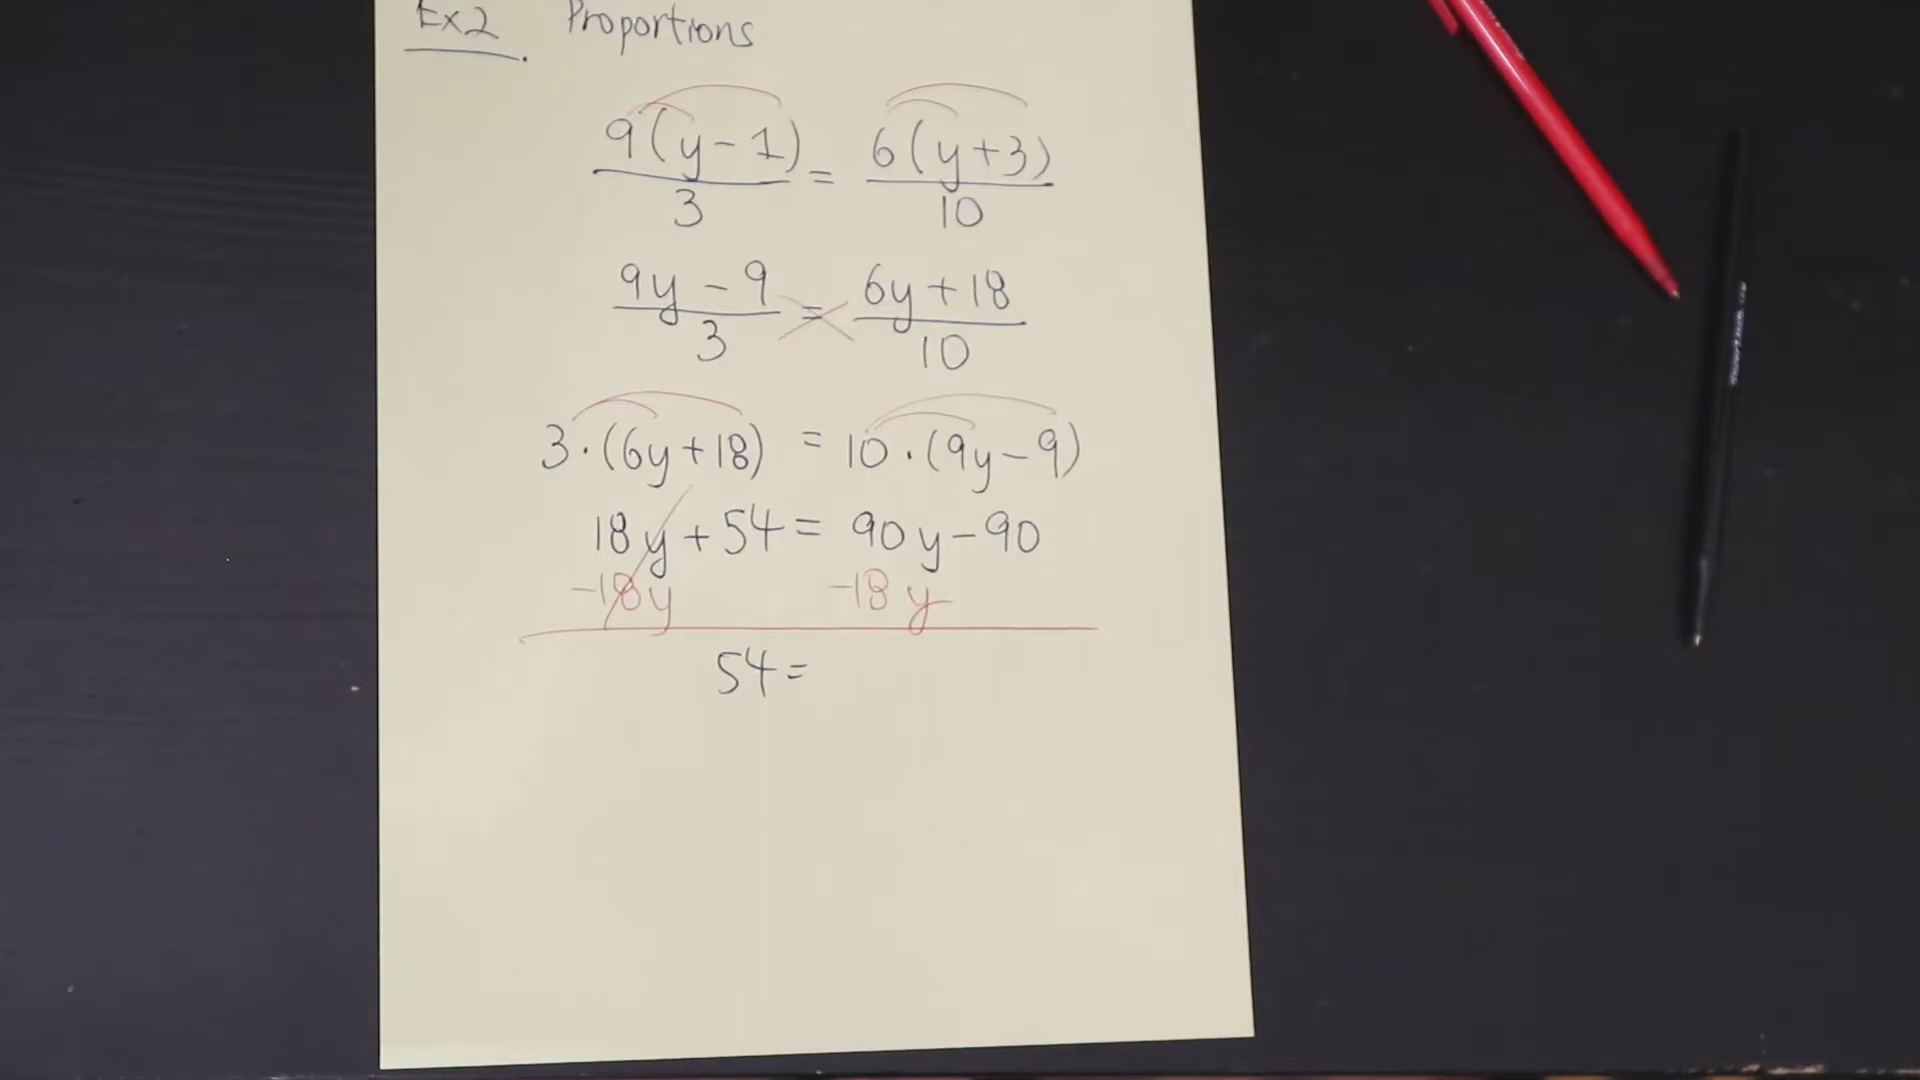 Ex2. Proportions
9(y-1)/3 = 6(y+3)/10
9y-9/3 = 6y+18/10
3·(6y+18) = 10·(9y-9)
18y+54 = 90y-90
-18y -18y
54=